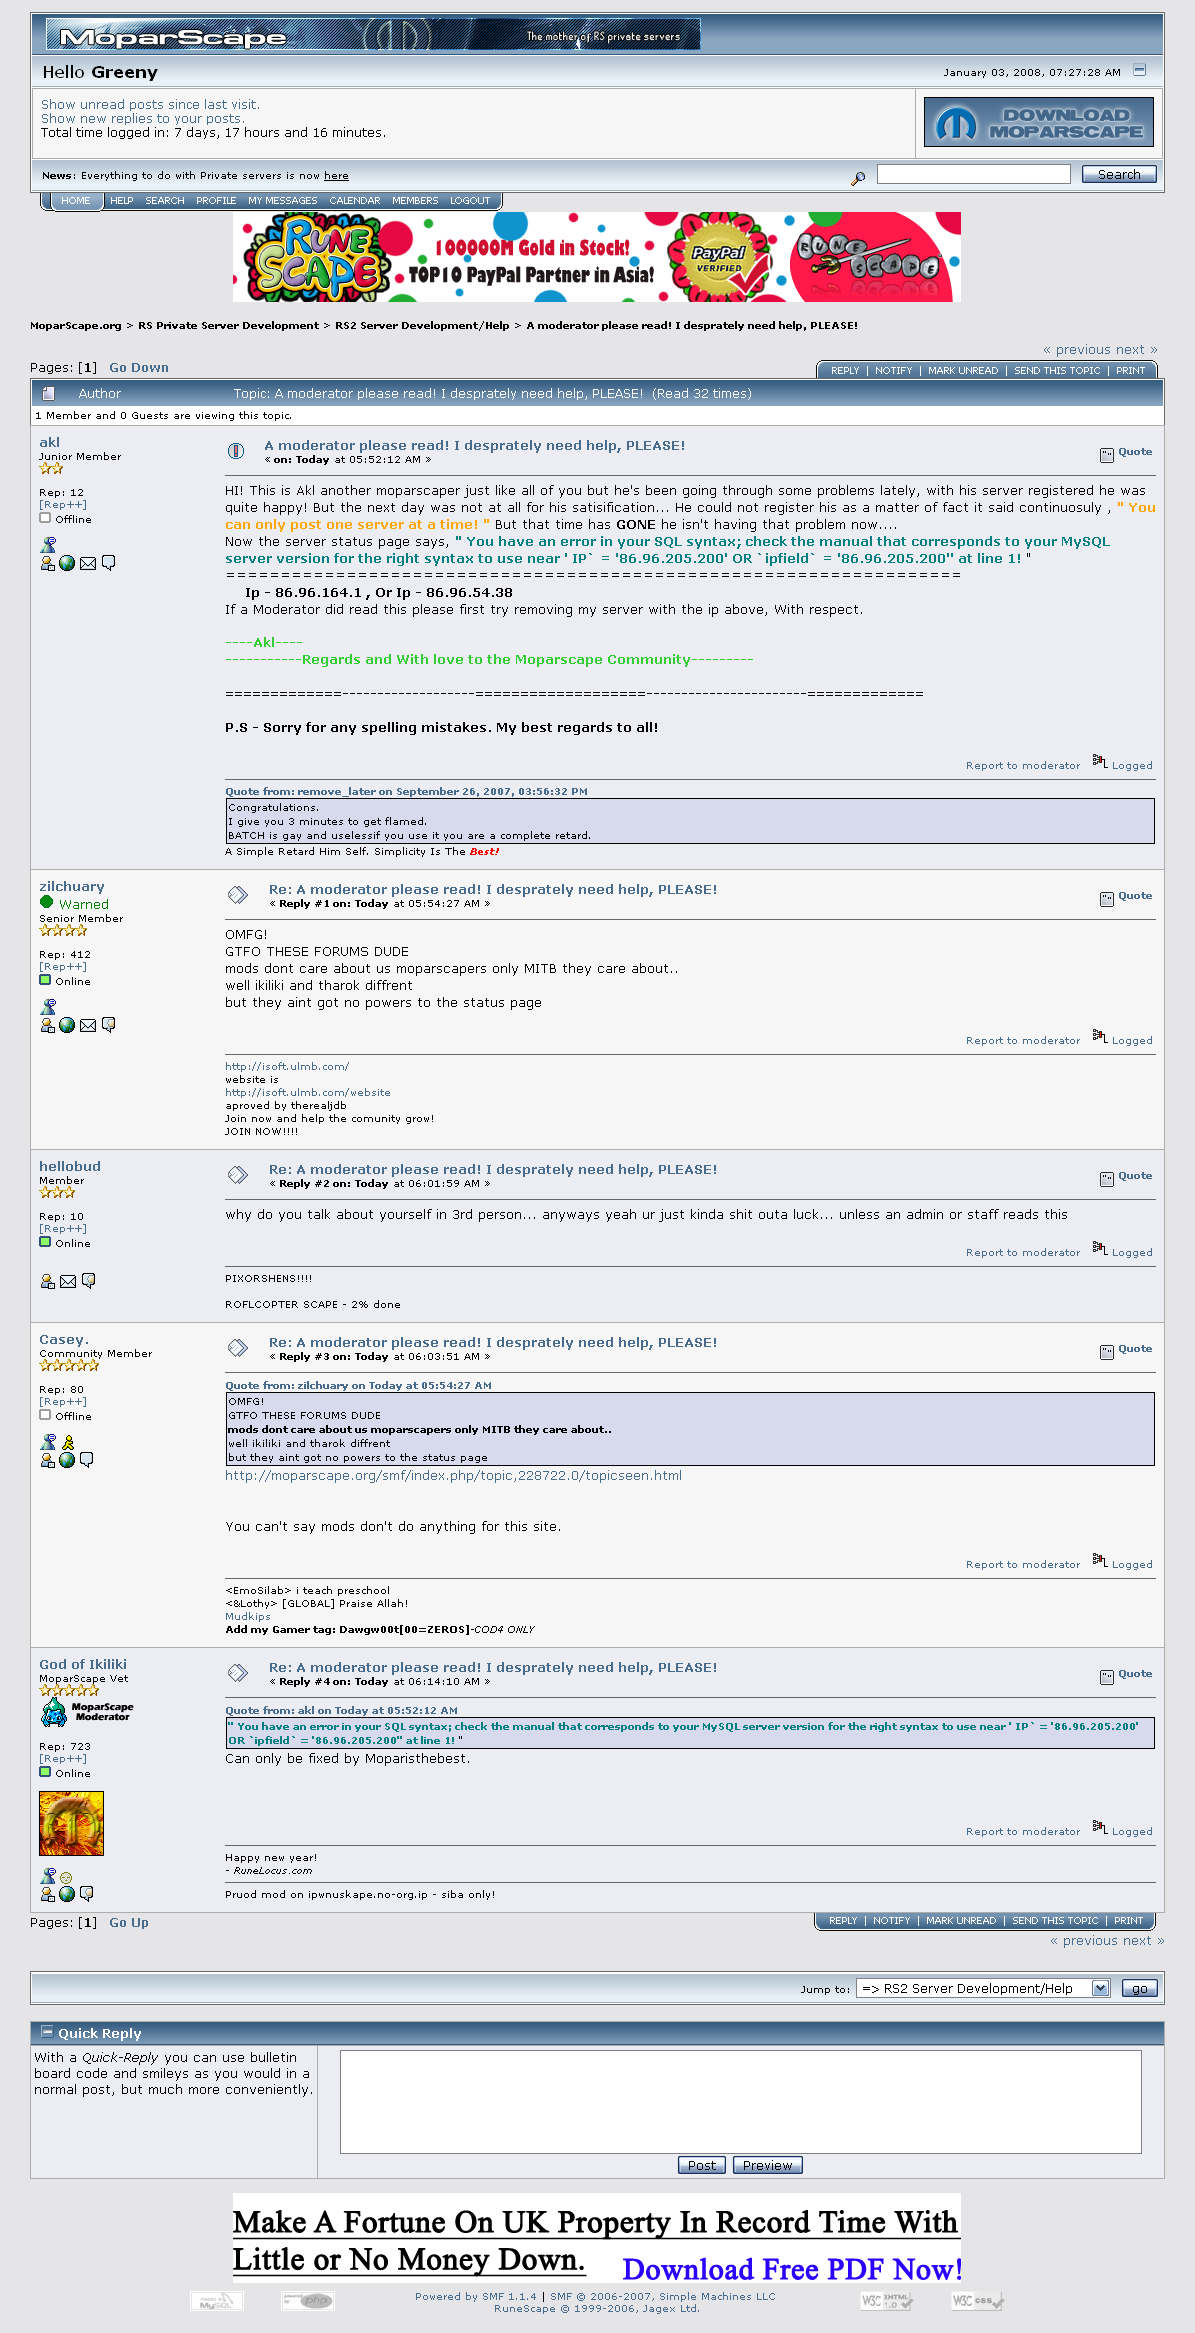 MoparScape
The mother of RS private servers
Hello Greeny
January 03, 2008, 07:27:28 AM
Show unread posts since last visit.
Show new replies to your posts.
Total time logged in: 7 days, 17 hours and 16 minutes.
DOWNLOAD
MOPARSCAPE
News: Everything to do with Private servers is now here
Search
HOME HELP SEARCH PROFILE MY MESSAGES CALENDAR MEMBERS LOGOUT
RUNE SCAPE
100000M Gold in Stock!
TOP10 PayPal Partner in Asia!
PayPal
VERIFIED
RUNE SCAPE
MoparScape.org > RS Private Server Development > RS2 Server Development/Help > A moderator please read! I desprately need help, PLEASE!
« previous next »
Pages: [1] Go Down
REPLY | NOTIFY | MARK UNREAD | SEND THIS TOPIC | PRINT
Author Topic: A moderator please read! I desprately need help, PLEASE! (Read 32 times)
1 Member and 0 Guests are viewing this topic.
akl
Junior Member
Rep: 12
[Rep++]
Offline
A moderator please read! I desprately need help, PLEASE!
« on: Today at 05:52:12 AM »
Quote
HI! This is Akl another moparscaper just like all of you but he's been going through some problems lately, with his server registered he was
quite happy! But the next day was not at all for his satisification... He could not register his as a matter of fact it said continuosuly , " You
can only post one server at a time! " But that time has GONE he isn't having that problem now....
Now the server status page says, " You have an error in your SQL syntax; check the manual that corresponds to your MySQL
server version for the right syntax to use near ' IP` = '86.96.205.200' OR `ipfield` = '86.96.205.200'' at line 1! "
===================================================================
Ip - 86.96.164.1 , Or Ip - 86.96.54.38
If a Moderator did read this please first try removing my server with the ip above, With respect.
----Akl----
-----------Regards and With love to the Moparscape Community---------
=============-------------------===================-----------------------=============
P.S - Sorry for any spelling mistakes. My best regards to all!
Report to moderator Logged
Quote from: remove_later on September 26, 2007, 03:56:32 PM
Congratulations.
I give you 3 minutes to get flamed.
BATCH is gay and uselessif you use it you are a complete retard.
A Simple Retard Him Self. Simplicity Is The Best!
zilchuary
Warned
Senior Member
Rep: 412
[Rep++]
Online
Re: A moderator please read! I desprately need help, PLEASE!
« Reply #1 on: Today at 05:54:27 AM »
Quote
OMFG!
GTFO THESE FORUMS DUDE
mods dont care about us moparscapers only MITB they care about..
well ikiliki and tharok diffrent
but they aint got no powers to the status page
Report to moderator Logged
http://isoft.ulmb.com/
website is
http://isoft.ulmb.com/website
aproved by therealjdb
Join now and help the comunity grow!
JOIN NOW!!!!
hellobud
Member
Rep: 10
[Rep++]
Online
Re: A moderator please read! I desprately need help, PLEASE!
« Reply #2 on: Today at 06:01:59 AM »
Quote
why do you talk about yourself in 3rd person... anyways yeah ur just kinda shit outa luck... unless an admin or staff reads this
Report to moderator Logged
PIXORSHENS!!!!
ROFLCOPTER SCAPE - 2% done
Casey.
Community Member
Rep: 80
[Rep++]
Offline
Re: A moderator please read! I desprately need help, PLEASE!
« Reply #3 on: Today at 06:03:51 AM »
Quote
Quote from: zilchuary on Today at 05:54:27 AM
OMFG!
GTFO THESE FORUMS DUDE
mods dont care about us moparscapers only MITB they care about..
well ikiliki and tharok diffrent
but they aint got no powers to the status page
http://moparscape.org/smf/index.php/topic,228722.0/topicseen.html
You can't say mods don't do anything for this site.
Report to moderator Logged
<EmoSilab> i teach preschool
<&Lothy> [GLOBAL] Praise Allah!
Mudkips
Add my Gamer tag: Dawgw00t[00=ZEROS]-COD4 ONLY
God of Ikiliki
MoparScape Vet
MoparScape
Moderator
Rep: 723
[Rep++]
Online
Re: A moderator please read! I desprately need help, PLEASE!
« Reply #4 on: Today at 06:14:10 AM »
Quote
Quote from: akl on Today at 05:52:12 AM
" You have an error in your SQL syntax; check the manual that corresponds to your MySQL server version for the right syntax to use near ' IP` = '86.96.205.200'
OR `ipfield` = '86.96.205.200'' at line 1! "
Can only be fixed by Moparisthebest.
Report to moderator Logged
Happy new year!
- RuneLocus.com
Pruod mod on ipwnuskape.no-org.ip - siba only!
Pages: [1] Go Up
REPLY | NOTIFY | MARK UNREAD | SEND THIS TOPIC | PRINT
« previous next »
Jump to: => RS2 Server Development/Help go
Quick Reply
With a Quick-Reply you can use bulletin
board code and smileys as you would in a
normal post, but much more conveniently.
Post Preview
Make A Fortune On UK Property In Record Time With
Little or No Money Down. Download Free PDF Now!
MySQL
php
Powered by SMF 1.1.4 | SMF © 2006-2007, Simple Machines LLC
RuneScape © 1999-2006, Jagex Ltd.
W3C XHTML 1.0
W3C css